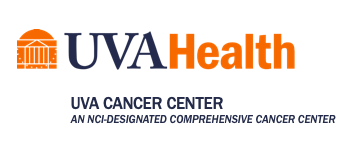 UVAHealth
UVA CANCER CENTER
AN NCI-DESIGNATED COMPREHENSIVE CANCER CENTER